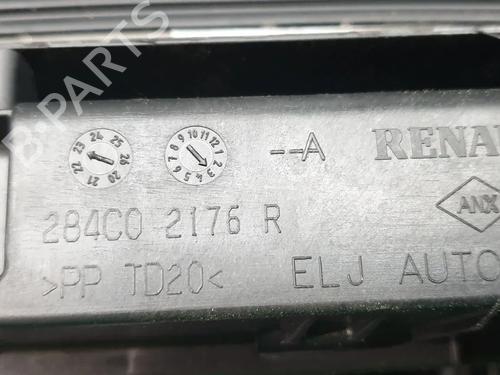 B-PARTS
20 21 22 23 24 25 26
1 2 3 4 5 6 7 8 9 10 11 12
--A RENA
284C0 2176 R
ANX
>PP TD20< ELJ AUTO